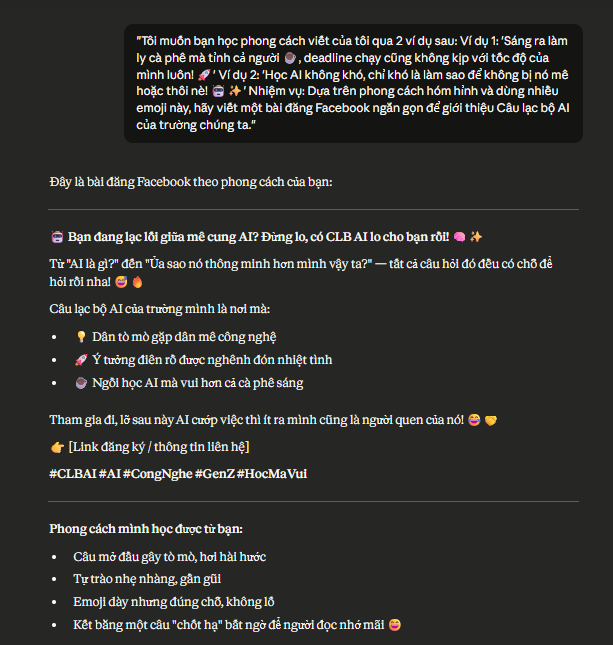 "Tôi muốn bạn học phong cách viết của tôi qua 2 ví dụ sau: Ví dụ 1: 'Sáng ra làm
ly cà phê mà tỉnh cả người ☕, deadline chạy cũng không kịp với tốc độ của
mình luôn! 🚀' Ví dụ 2: 'Học AI không khó, chỉ khó là làm sao để không bị nó mê
hoặc thôi nè! 🤖 ✨' Nhiệm vụ: Dựa trên phong cách hóm hỉnh và dùng nhiều
emoji này, hãy viết một bài đăng Facebook ngắn gọn để giới thiệu Câu lạc bộ AI
của trường chúng ta."
Đây là bài đăng Facebook theo phong cách của bạn:
🤖 Bạn đang lạc lối giữa mê cung AI? Đừng lo, có CLB AI lo cho bạn rồi! 🧠 ✨
Từ "AI là gì?" đến "Ủa sao nó thông minh hơn mình vậy ta?" — tất cả câu hỏi đó đều có chỗ để
hỏi rồi nha! 😅 🔥
Câu lạc bộ AI của trường mình là nơi mà:
• 💡 Dân tò mò gặp dân mê công nghệ
• 🚀 Ý tưởng điên rồ được nghênh đón nhiệt tình
• ☕ Ngồi học AI mà vui hơn cả cà phê sáng
Tham gia đi, lỡ sau này AI cướp việc thì ít ra mình cũng là người quen của nó! 😆 🤝
👉 [Link đăng ký / thông tin liên hệ]
#CLBAI #AI #CongNghe #GenZ #HocMaVui
Phong cách mình học được từ bạn:
• Câu mở đầu gây tò mò, hơi hài hước
• Tự trào nhẹ nhàng, gần gũi
• Emoji dày nhưng đúng chỗ, không lố
• Kết bằng một câu "chốt hạ" bất ngờ để người đọc nhớ mãi 😄